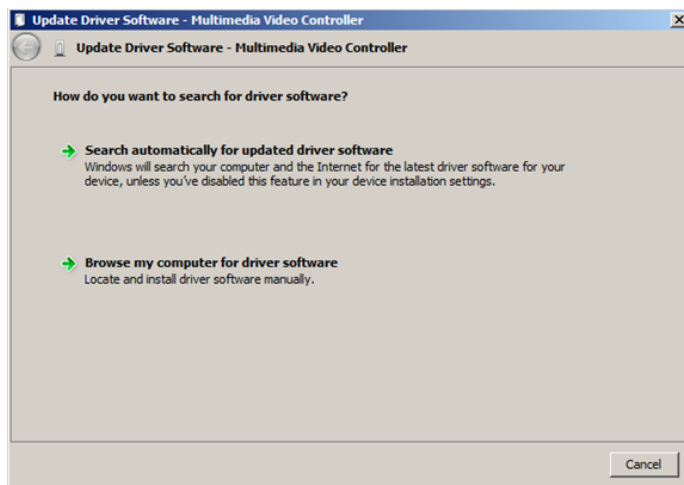 Update Driver Software - Multimedia Video Controller
Update Driver Software - Multimedia Video Controller
How do you want to search for driver software?
Search automatically for updated driver software
Windows will search your computer and the Internet for the latest driver software for your
device, unless you've disabled this feature in your device installation settings.
Browse my computer for driver software
Locate and install driver software manually.
Cancel